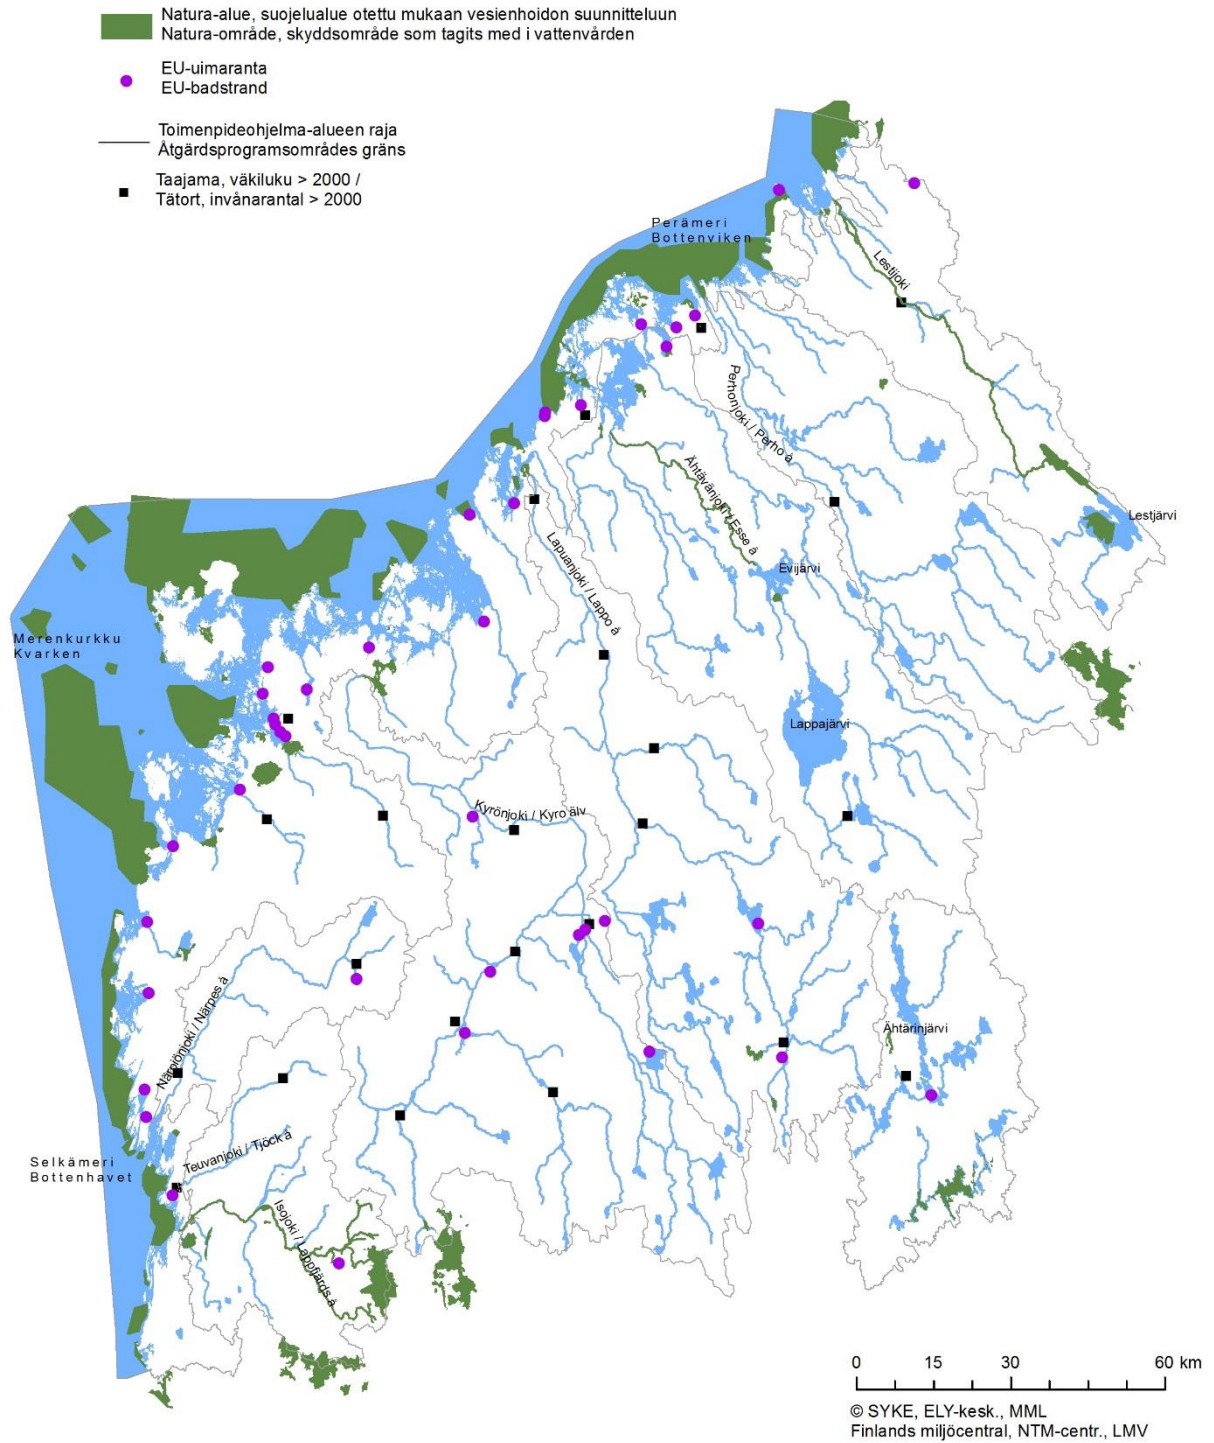 Natura-alue, suojelualue otettu mukaan vesienhoidon suunnitteluun
Natura-område, skyddsområde som tagits med i vattenvården
EU-uimaranta
EU-badstrand
Toimenpideohjelma-alueen raja
Åtgärdsprogramsområdes gräns
Taajama, väkiluku > 2000 /
Tätort, invånarantal > 2000
Perämeri
Bottenviken
Lestijoki
Perhonjoki / Perho å
Ähtävänjoki / Esse å
Lestjärvi
Lapuanjoki / Lappo å
Evijärvi
Merenkurkku
Kvarken
Lappajärvi
Kyrönjoki / Kyro älv
Närpiönjoki / Närpes å
Ähtärinjärvi
Teuvanjoki / Tjöck å
Selkämeri
Bottenhavet
Isojoki / Lappfjärds å
0 15 30 60 km
© SYKE, ELY-kesk., MML
Finlands miljöcentral, NTM-centr., LMV